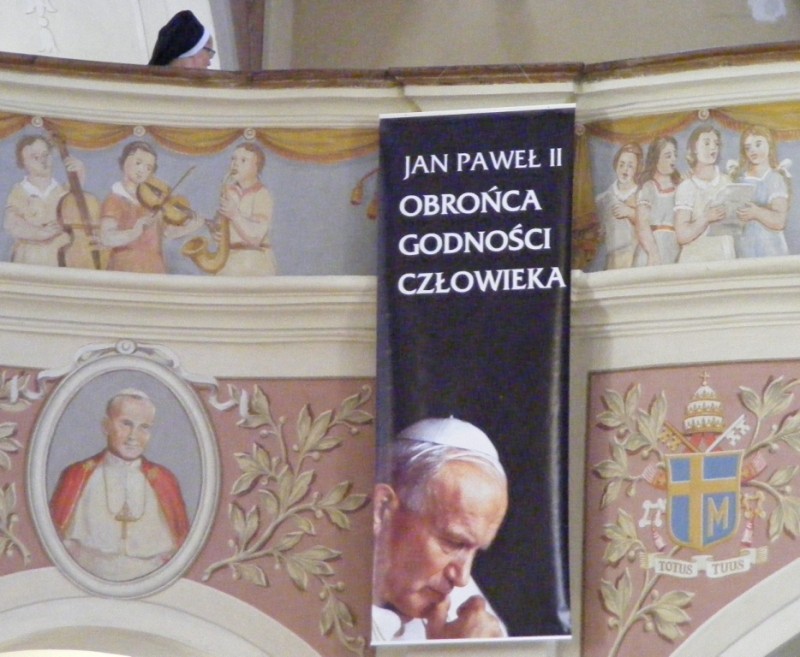 JAN PAWEŁ II
OBROŃCA
GODNOŚCI
CZŁOWIEKA
M
TOTUS TUUS